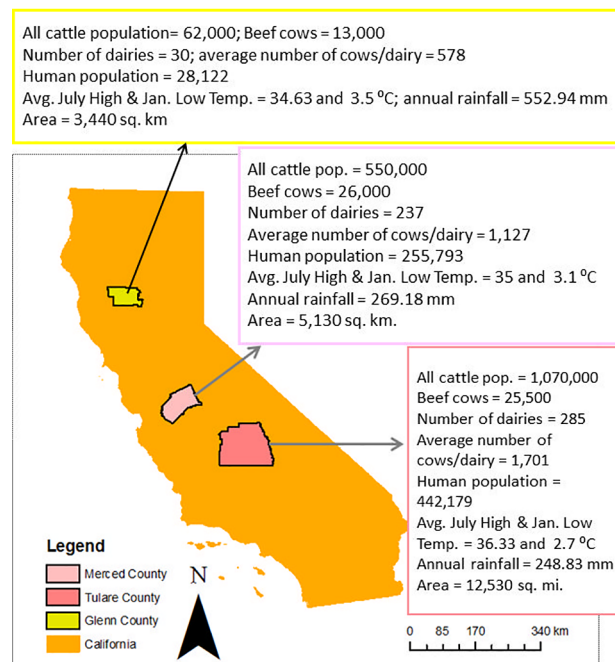 All cattle population= 62,000; Beef cows = 13,000
Number of dairies = 30; average number of cows/dairy = 578
Human population = 28,122
Avg. July High & Jan. Low Temp. = 34.63 and 3.5 ⁰C; annual rainfall = 552.94 mm
Area = 3,440 sq. km
All cattle pop. = 550,000
Beef cows = 26,000
Number of dairies = 237
Average number of cows/dairy = 1,127
Human population = 255,793
Avg. July High & Jan. Low Temp. = 35 and 3.1 ⁰C
Annual rainfall = 269.18 mm
Area = 5,130 sq. km.
All cattle pop. = 1,070,000
Beef cows = 25,500
Number of dairies = 285
Average number of
cows/dairy = 1,701
Human population =
442,179
Avg. July High & Jan. Low
Temp. = 36.33 and 2.7 ⁰C
Annual rainfall = 248.83 mm
Area = 12,530 sq. mi.
Legend
Merced County
Tulare County
Glenn County
California
N
0 85 170 340 km